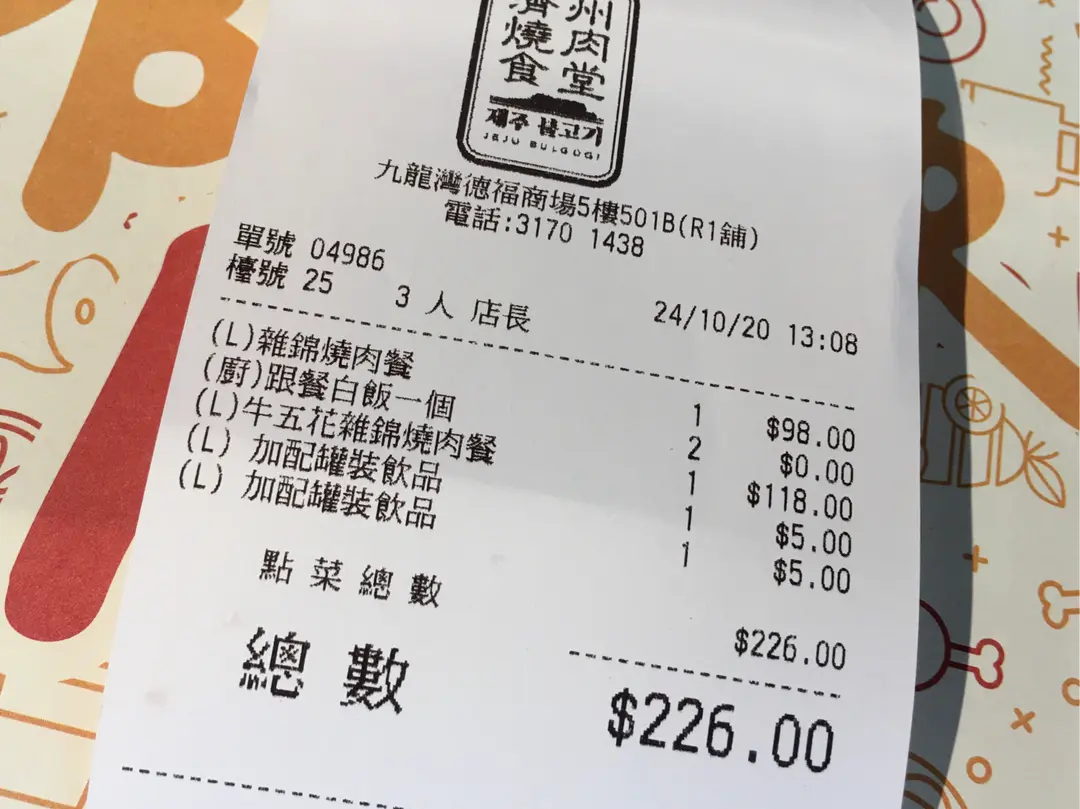 濟州
燒肉
食堂
제주 불고기
JEJU BULGOGI
九龍灣德福商場5樓501B(R1舖)
電話:3170 1438
單號 04986
檯號 25 3 人 店長 24/10/20 13:08
(L)雜錦燒肉餐 1 $98.00
(廚)跟餐白飯一個 2 $0.00
(L)牛五花雜錦燒肉餐 1 $118.00
(L) 加配罐裝飲品 1 $5.00
(L) 加配罐裝飲品 1 $5.00
點菜總數 $226.00
總數 $226.00